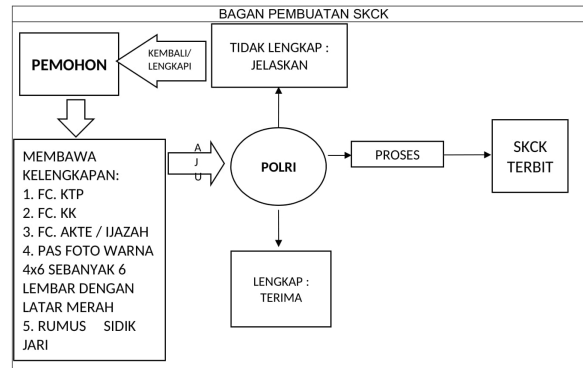 BAGAN PEMBUATAN SKCK
PEMOHON
KEMBALI/
LENGKAPI
TIDAK LENGKAP :
JELASKAN
MEMBAWA
KELENGKAPAN:
1. FC. KTP
2. FC. KK
3. FC. AKTE / IJAZAH
4. PAS FOTO WARNA
4x6 SEBANYAK 6
LEMBAR DENGAN
LATAR MERAH
5. RUMUS SIDIK
JARI
A
J
U
POLRI
PROSES
SKCK
TERBIT
LENGKAP :
TERIMA